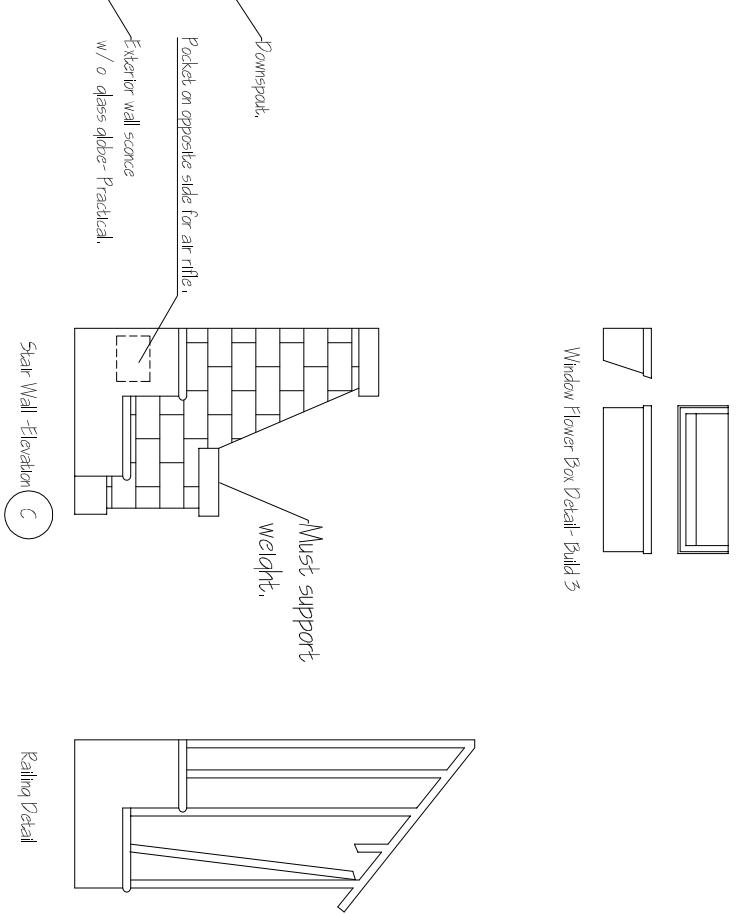 Downspout.
Pocket on opposite side for air rifle.
Exterior wall sconce
w/o glass globe- Practical.
Window Flower Box Detail- Build 3
Must support
weight.
Stair Wall -Elevation
C
Railing Detail